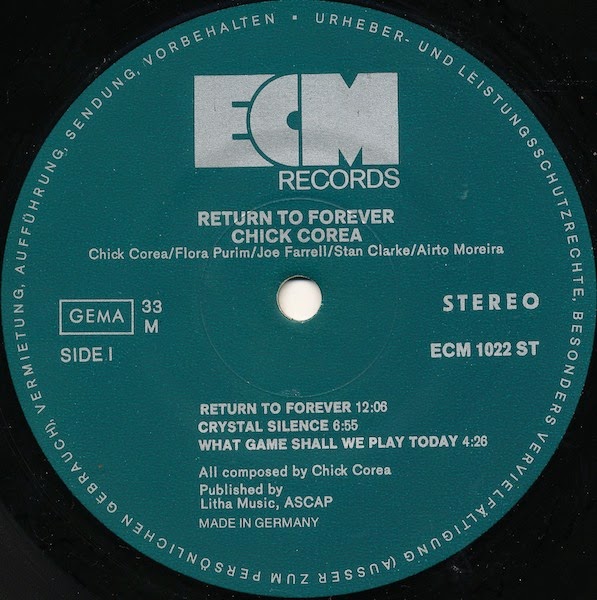 ECM
RECORDS
RETURN TO FOREVER
CHICK COREA
Chick Corea/Flora Purim/Joe Farrell/Stan Clarke/Airto Moreira
GEMA
33
M
STEREO
SIDE I
ECM 1022 ST
RETURN TO FOREVER 12:06
CRYSTAL SILENCE 6:55
WHAT GAME SHALL WE PLAY TODAY 4:26
All composed by Chick Corea
Published by
Litha Music, ASCAP
MADE IN GERMANY
URHEBER- UND LEISTUNGSSCHUTZRECHTE, BESONDERS VERVIELFÄLTIGUNG (AUSSER ZUM PERSÖNLICHEN GEBRAUCH), VERMIETUNG, AUFFÜHRUNG, SENDUNG, VORBEHALTEN ▪